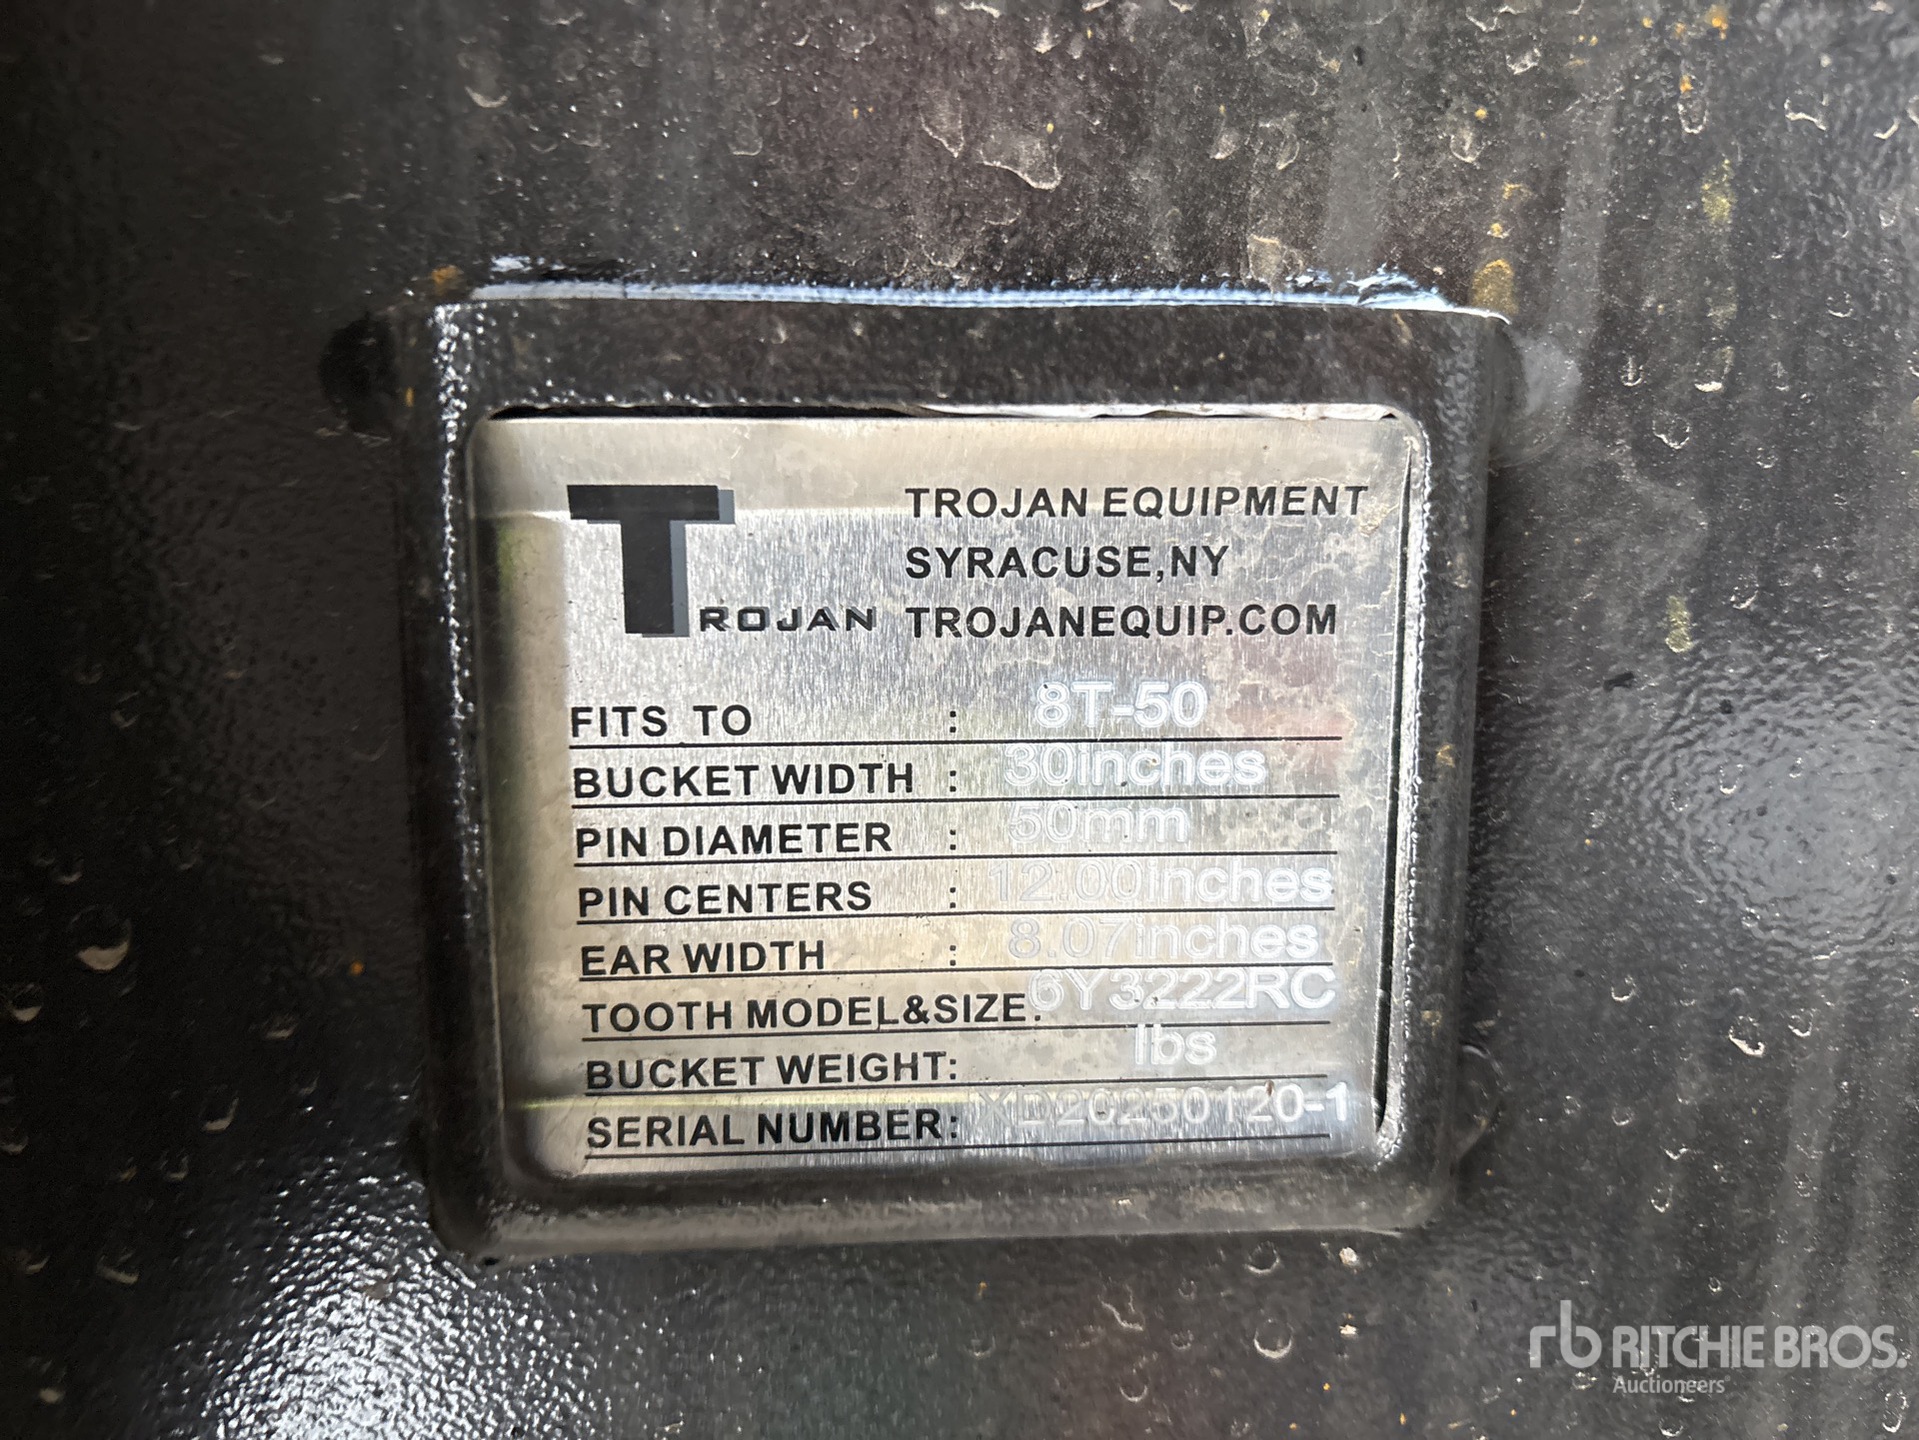 TROJAN
TROJAN EQUIPMENT
SYRACUSE,NY
TROJANEQUIP.COM
FITS TO : 8T-50
BUCKET WIDTH : 30inches
PIN DIAMETER : 50mm
PIN CENTERS : 12.00inches
EAR WIDTH : 8.07inches
TOOTH MODEL&SIZE: 6Y3222RC
BUCKET WEIGHT: lbs
SERIAL NUMBER: XD20250120-1
rb RITCHIE BROS.
Auctioneers